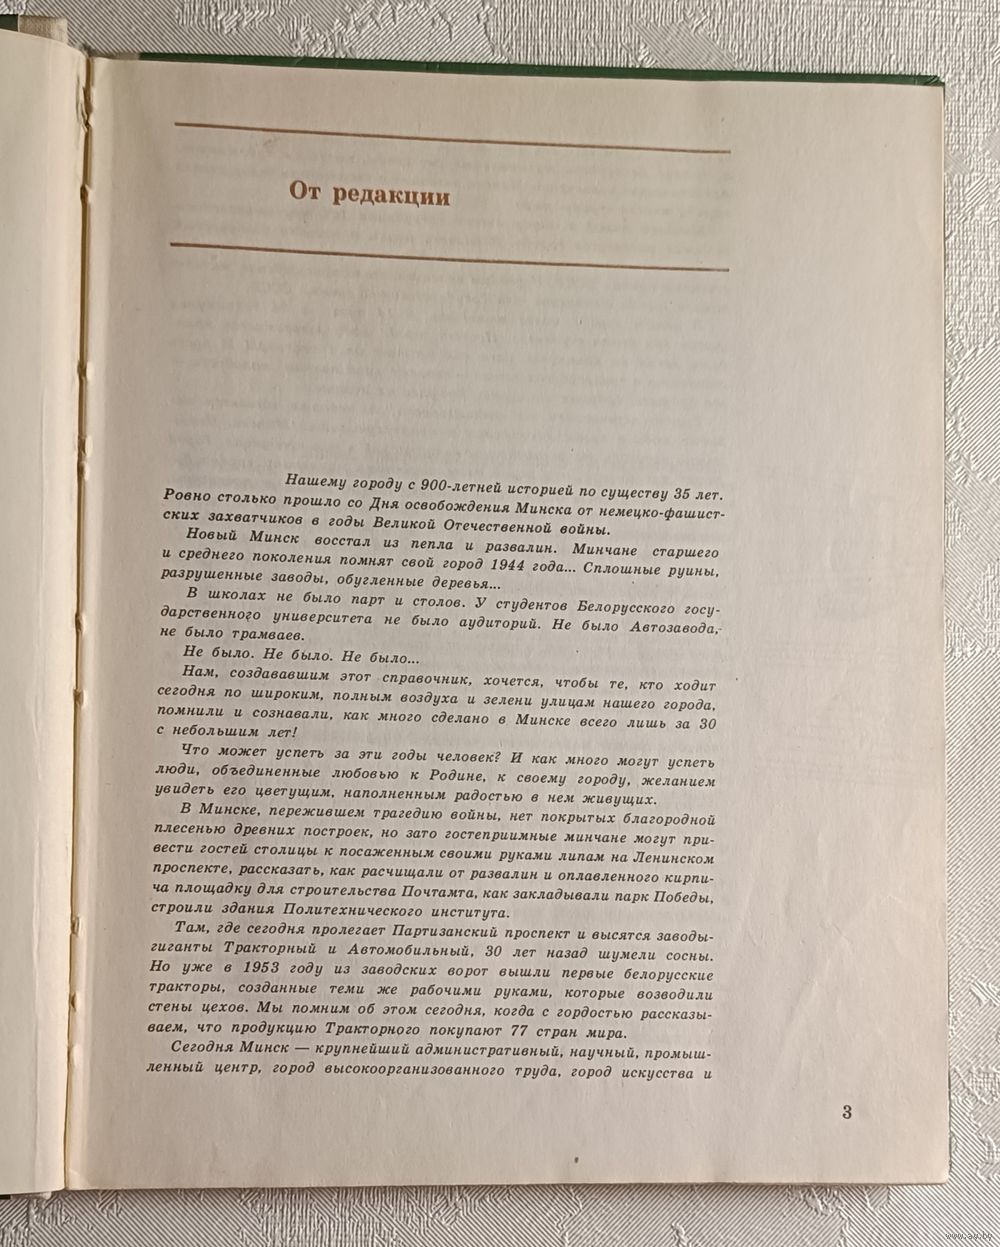 От редакции
Нашему городу с 900-летней историей по существу 35 лет.
Ровно столько прошло со Дня освобождения Минска от немецко-фашист-
ских захватчиков в годы Великой Отечественной войны.
Новый Минск восстал из пепла и развалин. Минчане старшего
и среднего поколения помнят свой город 1944 года... Сплошные руины,
разрушенные заводы, обугленные деревья...
В школах не было парт и столов. У студентов Белорусского госу-
дарственного университета не было аудиторий. Не было Автозавода,
не было трамваев.
Не было. Не было. Не было...
Нам, создававшим этот справочник, хочется, чтобы те, кто ходит
сегодня по широким, полным воздуха и зелени улицам нашего города,
помнили и сознавали, как много сделано в Минске всего лишь за 30
с небольшим лет!
Что может успеть за эти годы человек? И как много могут успеть
люди, объединенные любовью к Родине, к своему городу, желанием
увидеть его цветущим, наполненным радостью в нем живущих.
В Минске, пережившем трагедию войны, нет покрытых благородной
плесенью древних построек, но зато гостеприимные минчане могут при-
вести гостей столицы к посаженным своими руками липам на Ленинском
проспекте, рассказать, как расчищали от развалин и оплавленного кирпи-
ча площадку для строительства Почтамта, как закладывали парк Победы,
строили здания Политехнического института.
Там, где сегодня пролегает Партизанский проспект и высятся заводы-
гиганты Тракторный и Автомобильный, 30 лет назад шумели сосны.
Но уже в 1953 году из заводских ворот вышли первые белорусские
тракторы, созданные теми же рабочими руками, которые возводили
стены цехов. Мы помним об этом сегодня, когда с гордостью рассказы-
ваем, что продукцию Тракторного покупают 77 стран мира.
Сегодня Минск — крупнейший административный, научный, промыш-
ленный центр, город высокоорганизованного труда, город искусства и
3
www.ay.by